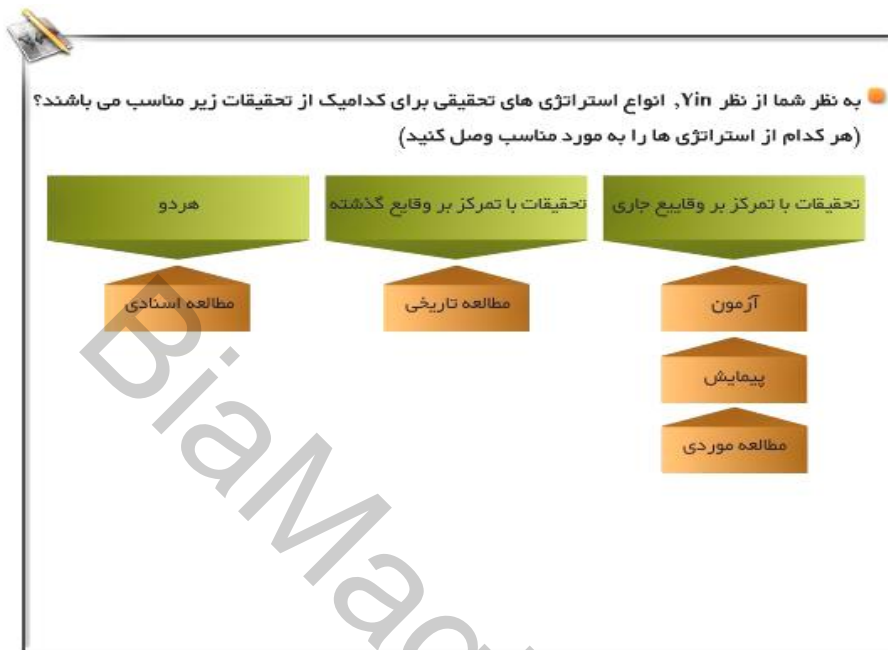 به نظر شما از نظر Yin, انواع استراتژی های تحقیقی برای کدامیک از تحقیقات زیر مناسب می باشند؟
(هر کدام از استراتژی ها را به مورد مناسب وصل کنید)
تحقیقات با تمرکز بر وقاییع جاری
تحقیقات با تمرکز بر وقایع گذشته
هردو
آزمون
مطالعه تاریخی
مطالعه اسنادی
پیمایش
مطالعه موردی